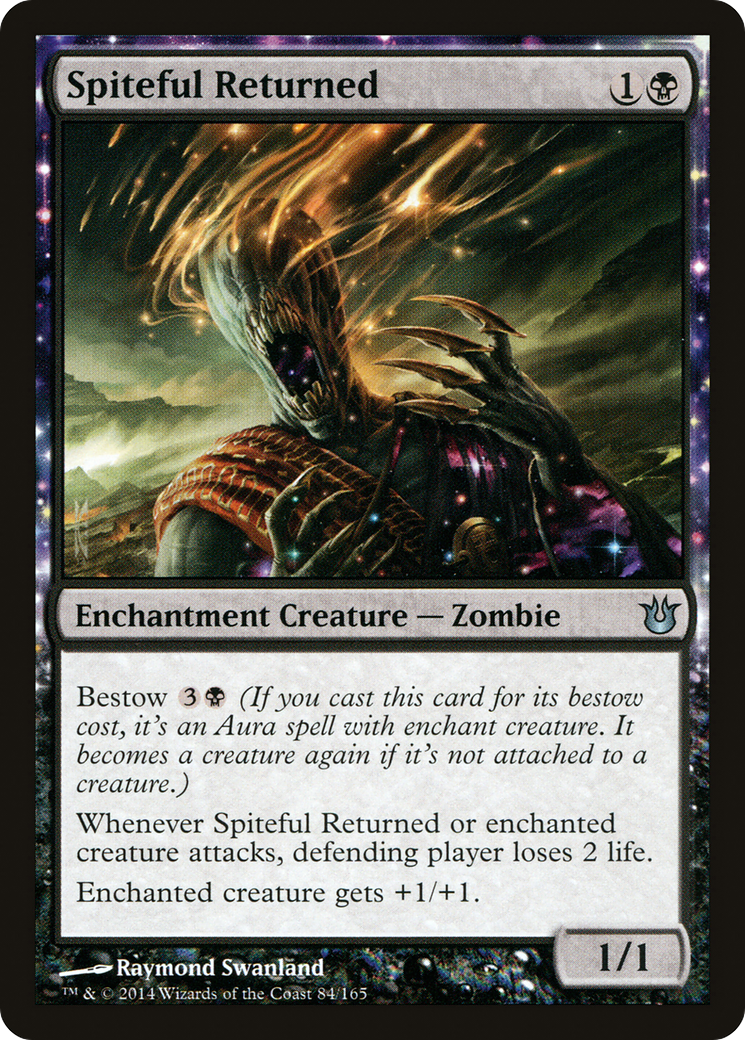 Spiteful Returned 1
Enchantment Creature — Zombie
Bestow 3 (If you cast this card for its bestow
cost, it's an Aura spell with enchant creature. It
becomes a creature again if it's not attached to a
creature.)
Whenever Spiteful Returned or enchanted
creature attacks, defending player loses 2 life.
Enchanted creature gets +1/+1.
1/1
Raymond Swanland
™ & © 2014 Wizards of the Coast 84/165